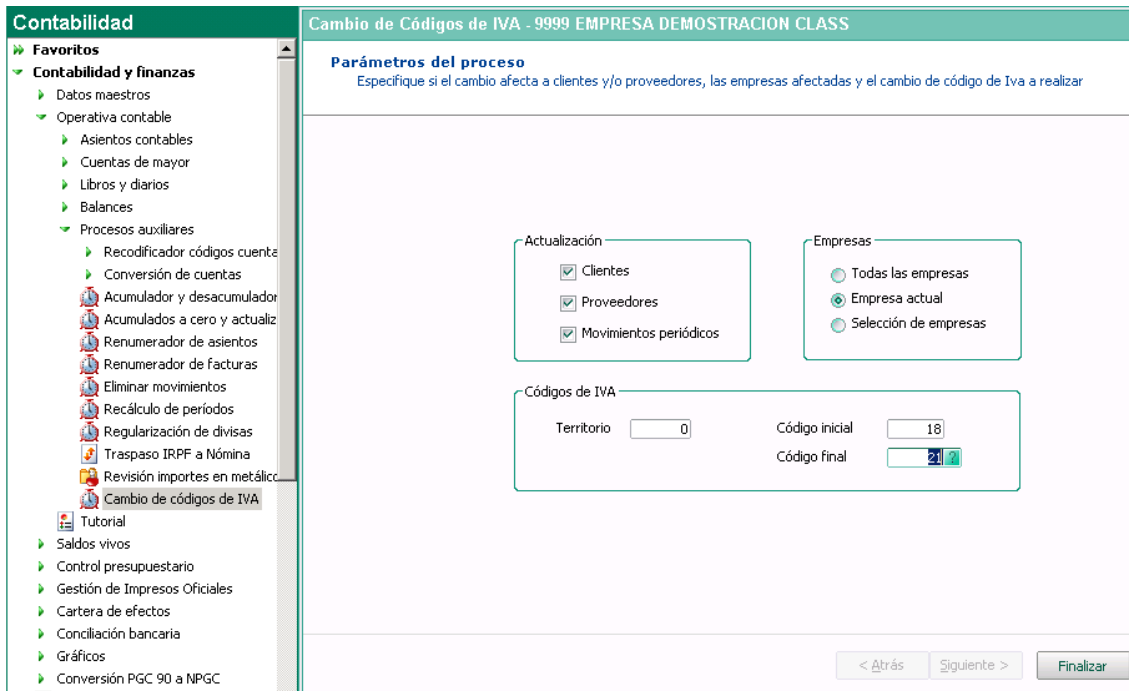 Contabilidad
Favoritos
Contabilidad y finanzas
Datos maestros
Operativa contable
Asientos contables
Cuentas de mayor
Libros y diarios
Balances
Procesos auxiliares
Recodificador códigos cuenta
Conversión de cuentas
Acumulador y desacumulador
Acumulados a cero y actualiz
Renumerador de asientos
Renumerador de facturas
Eliminar movimientos
Recálculo de períodos
Regularización de divisas
Traspaso IRPF a Nómina
Revisión importes en metálicc
Cambio de códigos de IVA
Tutorial
Saldos vivos
Control presupuestario
Gestión de Impresos Oficiales
Cartera de efectos
Conciliación bancaria
Gráficos
Conversión PGC 90 a NPGC
Cambio de Códigos de IVA - 9999 EMPRESA DEMOSTRACION CLASS
Parámetros del proceso
Especifique si el cambio afecta a clientes y/o proveedores, las empresas afectadas y el cambio de código de Iva a realizar
Actualización
Clientes
Proveedores
Movimientos periódicos
Empresas
Todas las empresas
Empresa actual
Selección de empresas
Códigos de IVA
Territorio 0 Código inicial 18
Código final 21 ?
< Atrás Siguiente > Finalizar